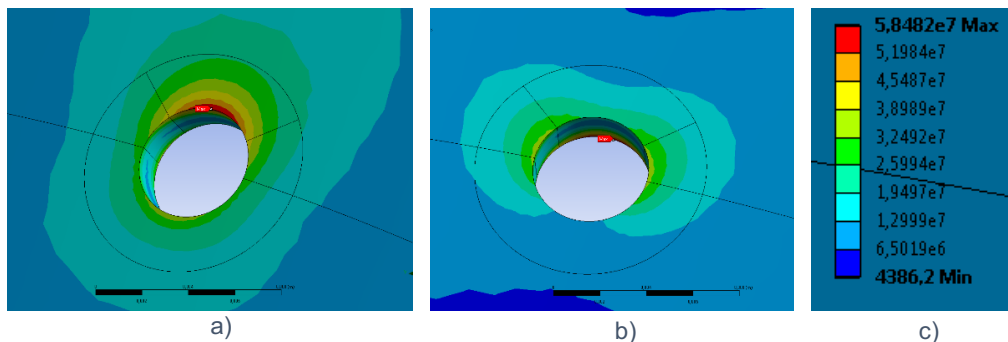 5,8482e7 Max
5,1984e7
4,5487e7
3,8989e7
3,2492e7
2,5994e7
1,9497e7
1,2999e7
6,5019e6
4386,2 Min
a)
b)
c)